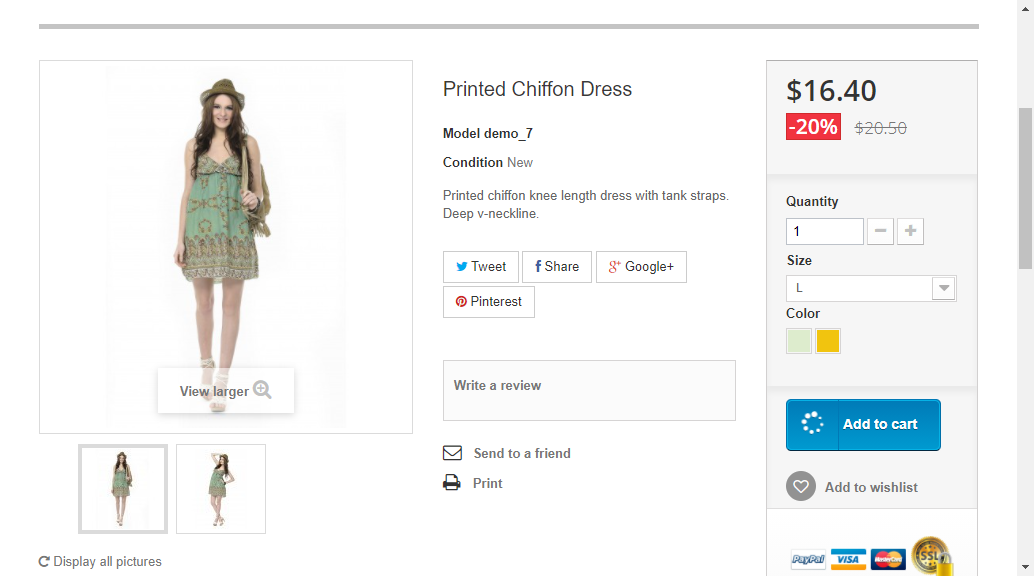 Printed Chiffon Dress
Model demo_7
Condition New
Printed chiffon knee length dress with tank straps.
Deep v-neckline.
Tweet
Share
Google+
Pinterest
Write a review
Send to a friend
Print
View larger
Display all pictures
$16.40
-20% $20.50
Quantity
1
Size
L
Color
Add to cart
Add to wishlist
PayPal VISA MasterCard SSL